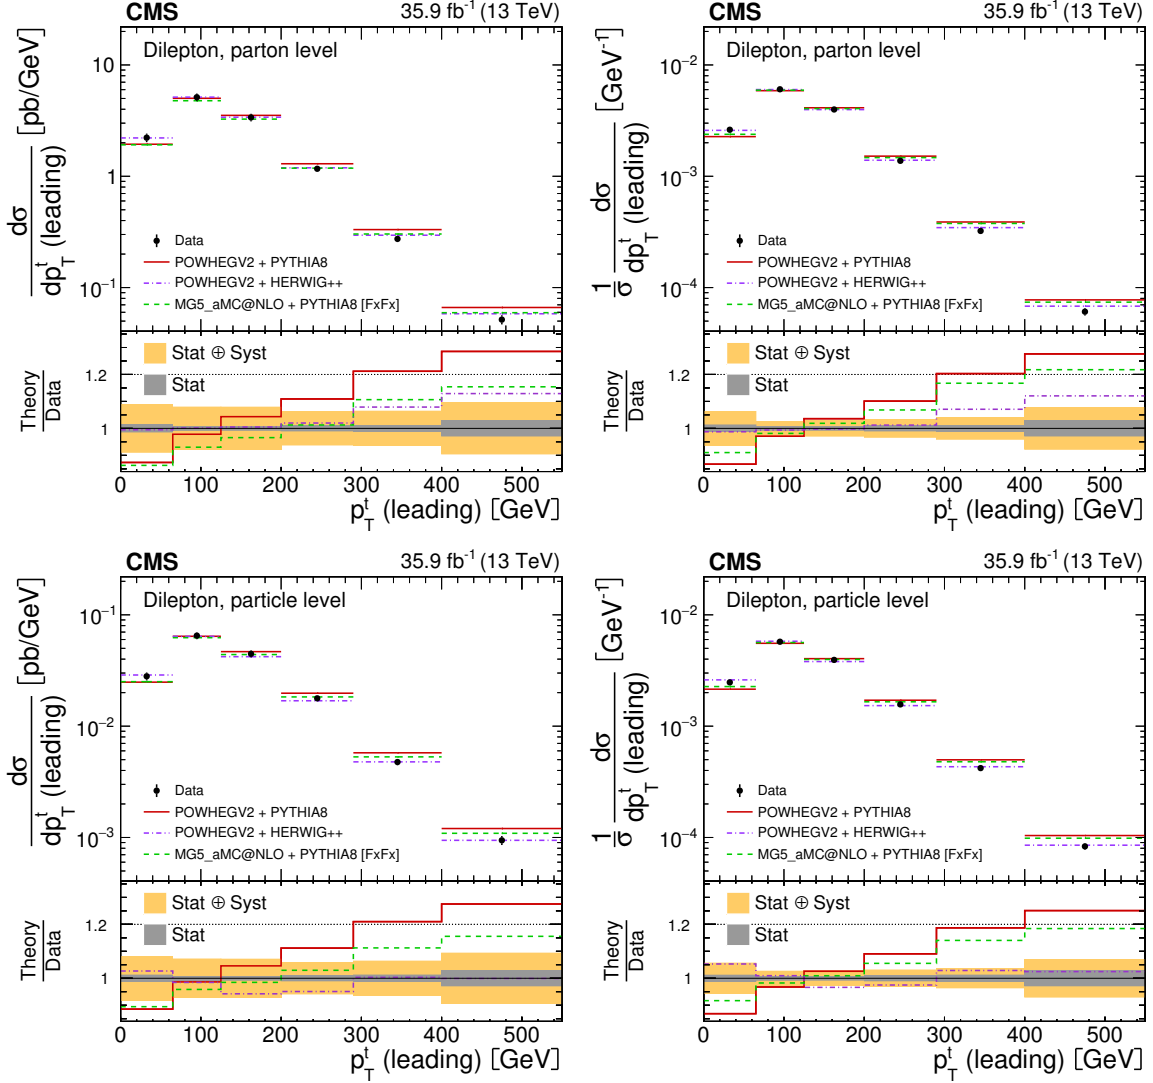 CMS 35.9 fb⁻¹ (13 TeV)
Dilepton, parton level
dσ / dp_T^t (leading) [pb/GeV]
10
1
10⁻¹
Data
POWHEGV2 + PYTHIA8
POWHEGV2 + HERWIG++
MG5_aMC@NLO + PYTHIA8 [FxFx]
Stat ⊕ Syst
Stat
Theory / Data
1.2
1
0 100 200 300 400 500
p_T^t (leading) [GeV]
CMS 35.9 fb⁻¹ (13 TeV)
Dilepton, parton level
1/σ dσ / dp_T^t (leading) [GeV⁻¹]
10⁻²
10⁻³
10⁻⁴
Data
POWHEGV2 + PYTHIA8
POWHEGV2 + HERWIG++
MG5_aMC@NLO + PYTHIA8 [FxFx]
Stat ⊕ Syst
Stat
Theory / Data
1.2
1
0 100 200 300 400 500
p_T^t (leading) [GeV]
CMS 35.9 fb⁻¹ (13 TeV)
Dilepton, particle level
dσ / dp_T^t (leading) [pb/GeV]
10⁻¹
10⁻²
10⁻³
Data
POWHEGV2 + PYTHIA8
POWHEGV2 + HERWIG++
MG5_aMC@NLO + PYTHIA8 [FxFx]
Stat ⊕ Syst
Stat
Theory / Data
1.2
1
0 100 200 300 400 500
p_T^t (leading) [GeV]
CMS 35.9 fb⁻¹ (13 TeV)
Dilepton, particle level
1/σ dσ / dp_T^t (leading) [GeV⁻¹]
10⁻²
10⁻³
10⁻⁴
Data
POWHEGV2 + PYTHIA8
POWHEGV2 + HERWIG++
MG5_aMC@NLO + PYTHIA8 [FxFx]
Stat ⊕ Syst
Stat
Theory / Data
1.2
1
0 100 200 300 400 500
p_T^t (leading) [GeV]